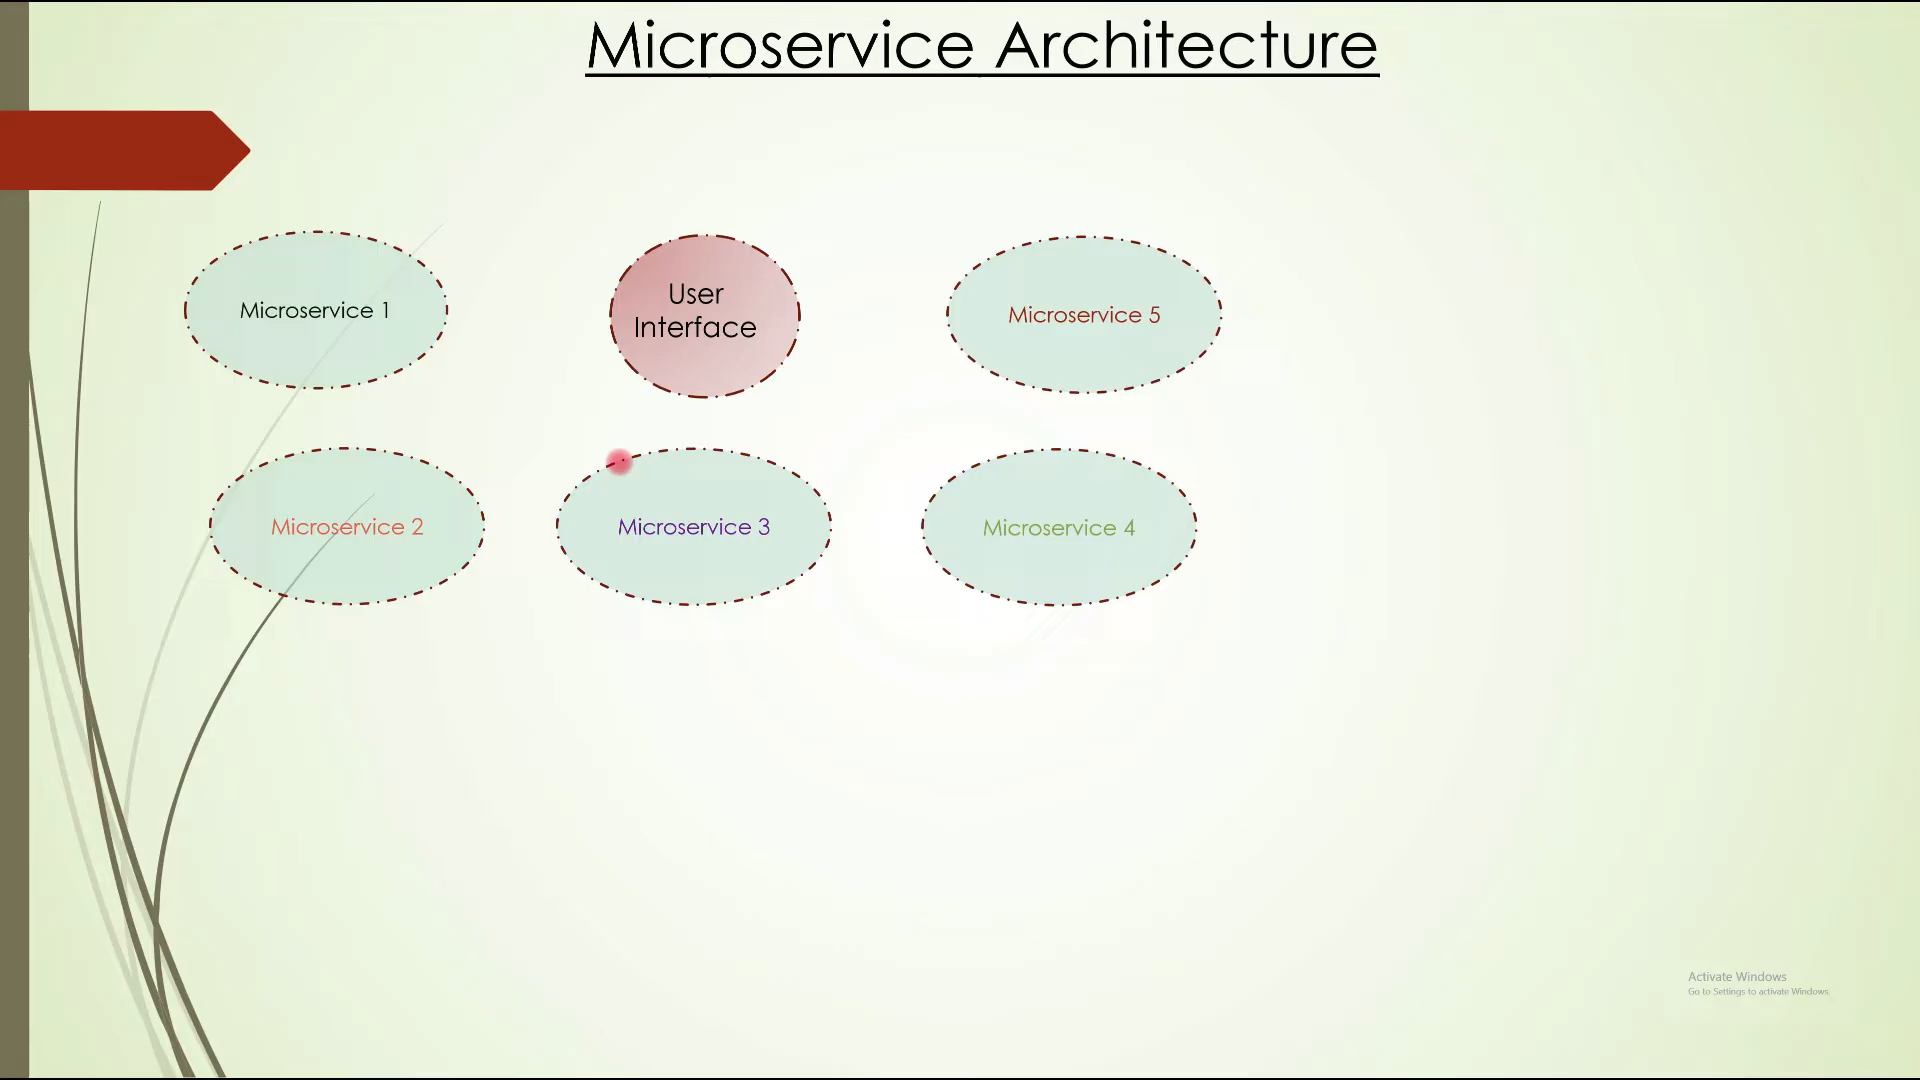 Microservice Architecture
Microservice 1
User
Interface
Microservice 5
Microservice 2
Microservice 3
Microservice 4
Activate Windows
Go to Settings to activate Windows.